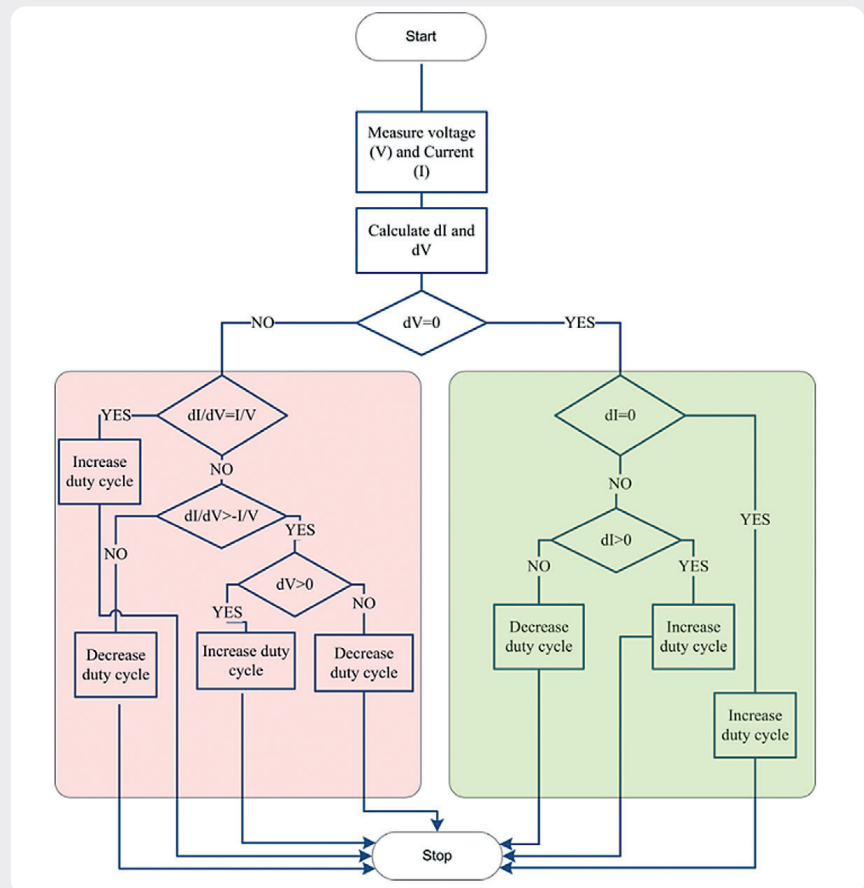 Start
Measure voltage
(V) and Current
(I)
Calculate dI and
dV
dV=0
NO
YES
dI/dV=I/V
YES
Increase
duty cycle
NO
dI/dV>-I/V
NO
YES
dV>0
YES
NO
Decrease
duty cycle
Increase duty
cycle
Decrease
duty cycle
dI=0
NO
YES
dI>0
NO
YES
Decrease
duty cycle
Increase
duty cycle
Increase
duty cycle
Stop